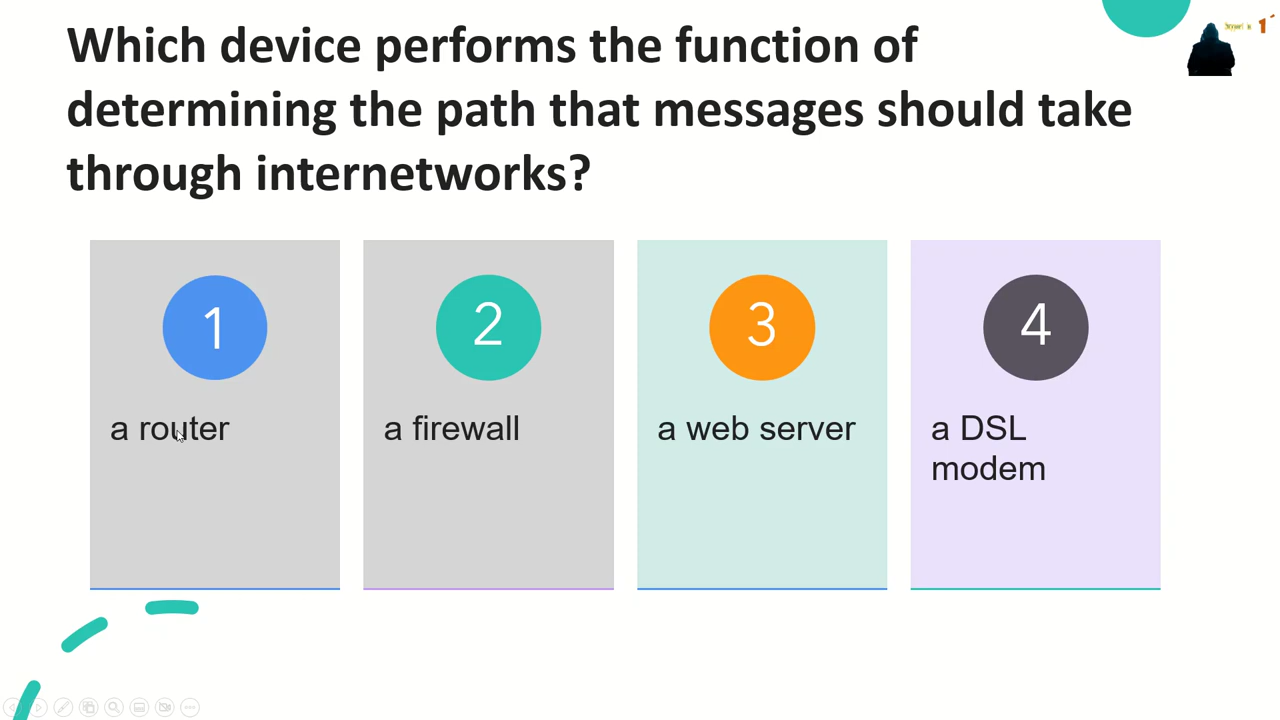 Which device performs the function of
determining the path that messages should take
through internetworks?
1
2
3
4
a router
a firewall
a web server
a DSL
modem